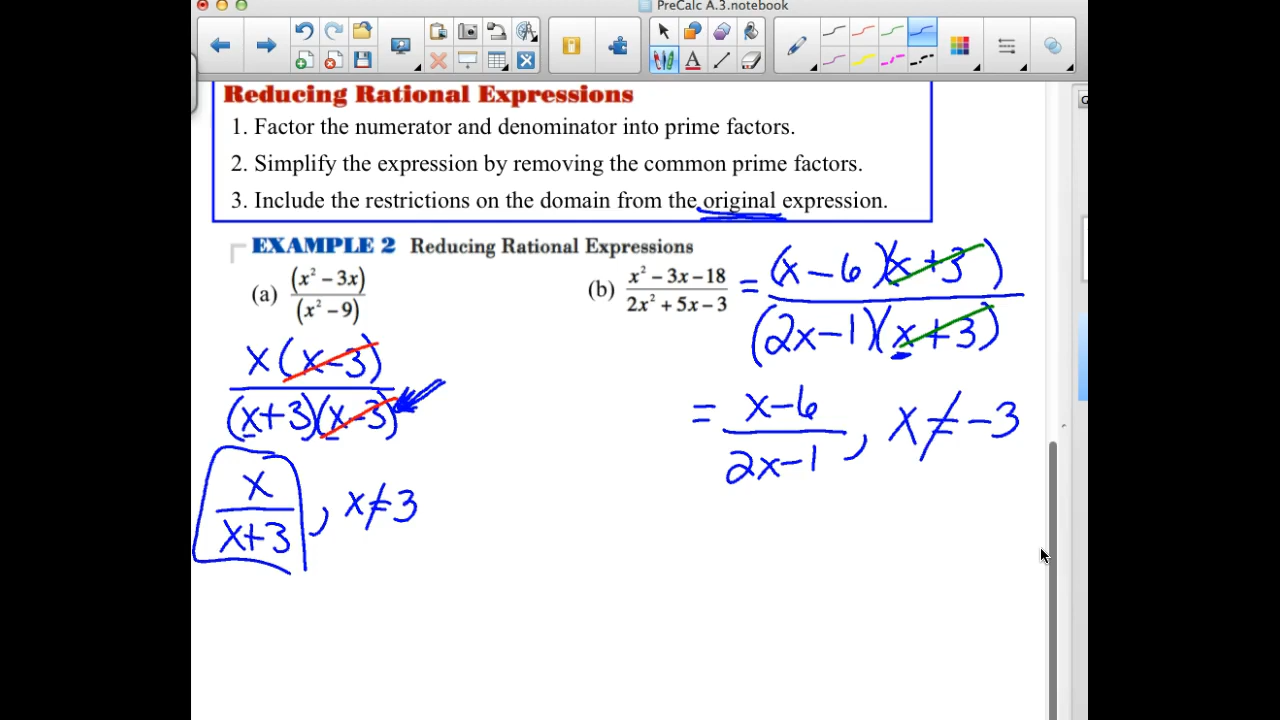 PreCalc A.3.notebook
Reducing Rational Expressions
1. Factor the numerator and denominator into prime factors.
2. Simplify the expression by removing the common prime factors.
3. Include the restrictions on the domain from the original expression.
EXAMPLE 2 Reducing Rational Expressions
(a) (x² − 3x)
(x² − 9)
x(x−3)
(x+3)(x−3)
x
x+3 , x≠3
(b) x² − 3x − 18
2x² + 5x − 3
= (x−6)(x+3)
(2x−1)(x+3)
= x−6
2x−1 , x≠−3